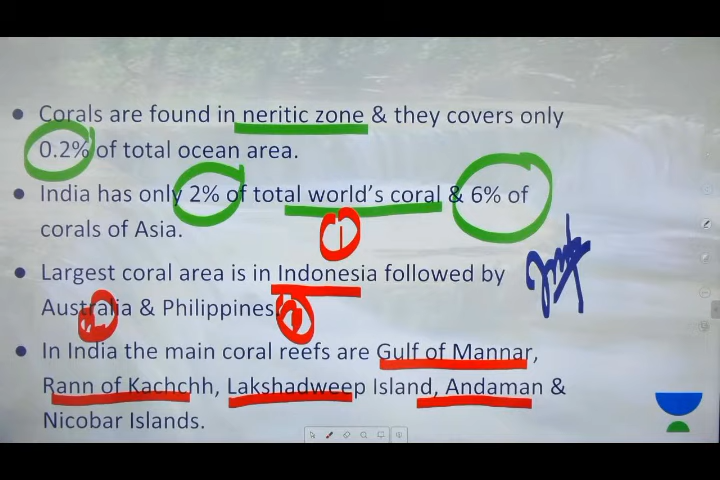 • Corals are found in neritic zone & they covers only
0.2% of total ocean area.
• India has only 2% of total world's coral & 6% of
corals of Asia.
1
• Largest coral area is in Indonesia followed by
Australia & Philippines.
• In India the main coral reefs are Gulf of Mannar,
Rann of Kachchh, Lakshadweep Island, Andaman &
Nicobar Islands.